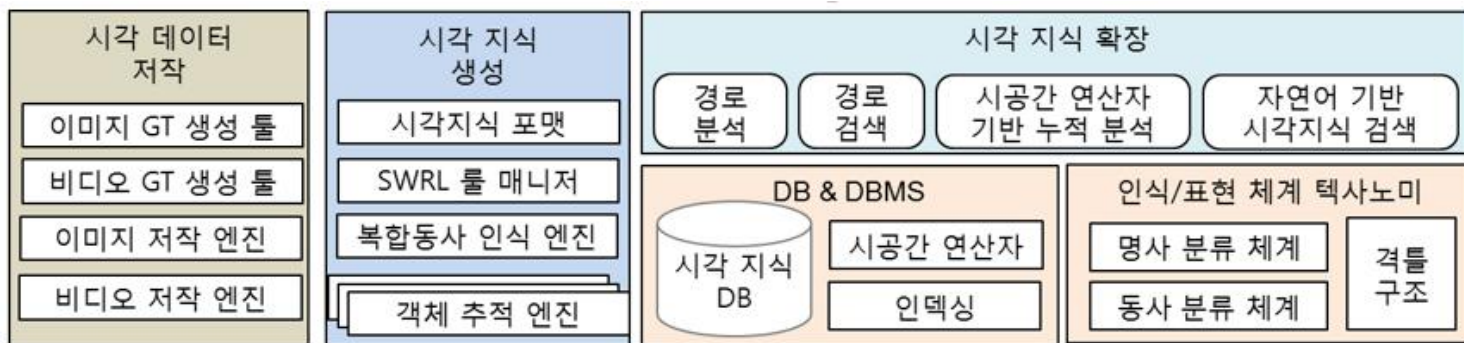 시각 데이터
저작
이미지 GT 생성 툴
비디오 GT 생성 툴
이미지 저작 엔진
비디오 저작 엔진
시각 지식
생성
시각지식 포맷
SWRL 룰 매니저
복합동사 인식 엔진
객체 추적 엔진
시각 지식 확장
경로
분석
경로
검색
시공간 연산자
기반 누적 분석
자연어 기반
시각지식 검색
DB & DBMS
시각 지식
DB
시공간 연산자
인덱싱
인식/표현 체계 텍사노미
명사 분류 체계
동사 분류 체계
격틀
구조